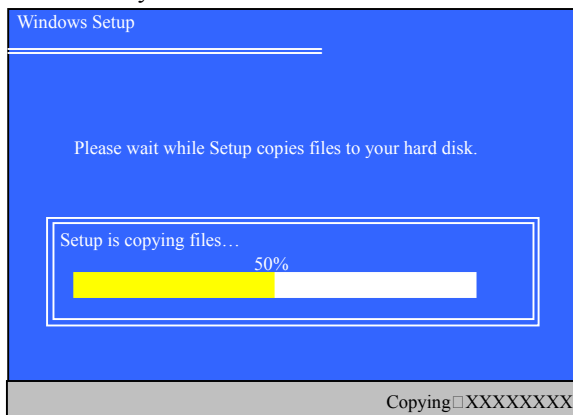 Windows Setup
Please wait while Setup copies files to your hard disk.
Setup is copying files…
50%
Copying□XXXXXXXX